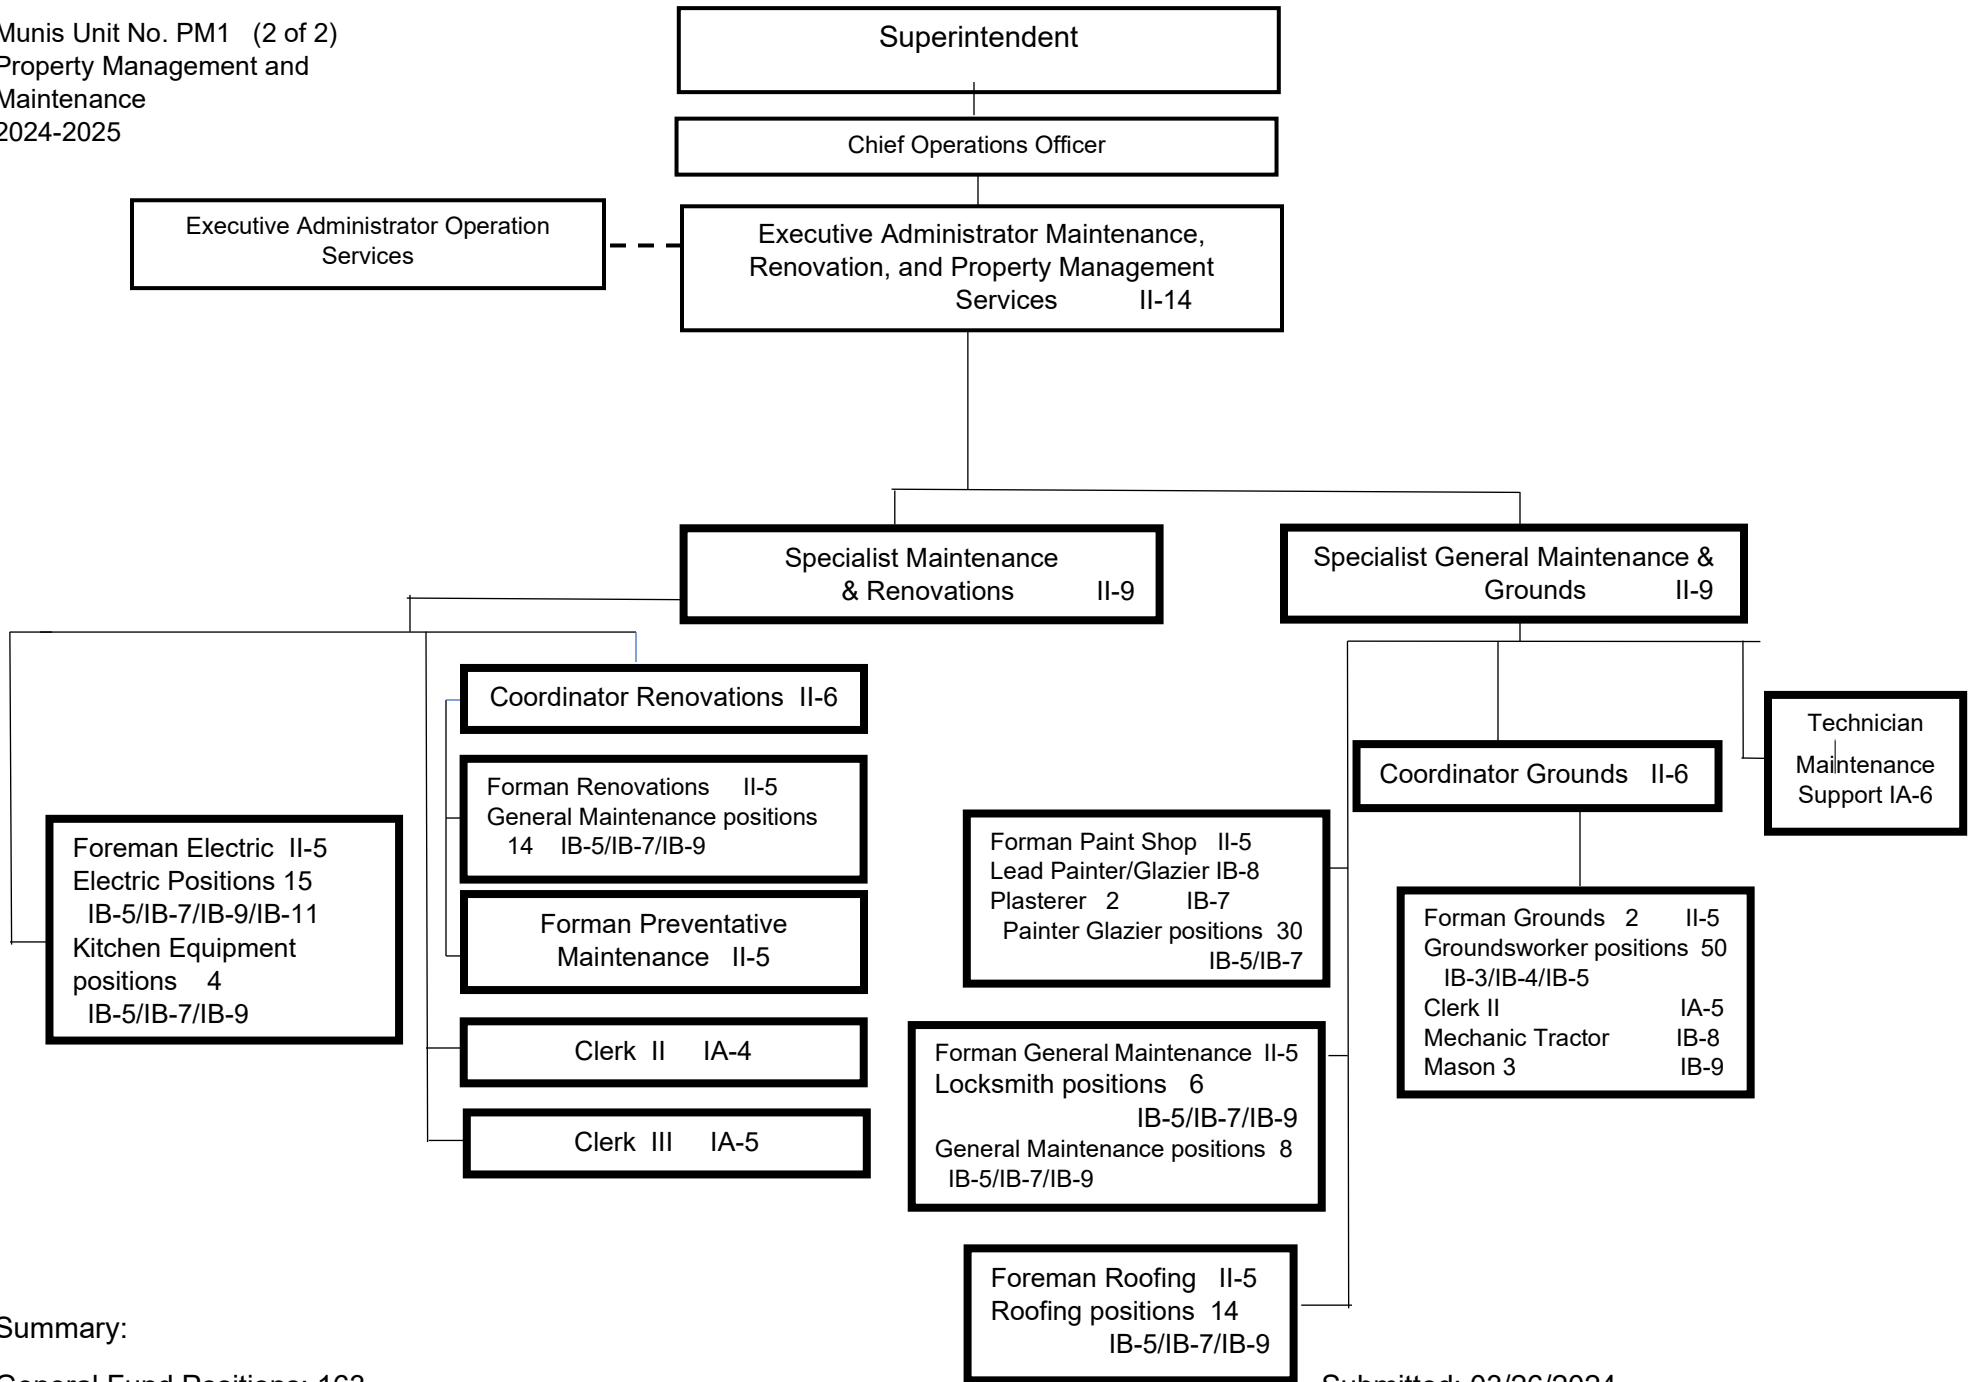 Munis Unit No. PM1 (2 of 2)
Property Management and
Maintenance
2024-2025
Superintendent
Chief Operations Officer
Executive Administrator Operation
Services
Executive Administrator Maintenance,
Renovation, and Property Management
Services II-14
Specialist Maintenance
& Renovations II-9
Specialist General Maintenance &
Grounds II-9
Foreman Electric II-5
Electric Positions 15
IB-5/IB-7/IB-9/IB-11
Kitchen Equipment
positions 4
IB-5/IB-7/IB-9
Coordinator Renovations II-6
Forman Renovations II-5
General Maintenance positions
14 IB-5/IB-7/IB-9
Forman Preventative
Maintenance II-5
Clerk II IA-4
Clerk III IA-5
Forman Paint Shop II-5
Lead Painter/Glazier IB-8
Plasterer 2 IB-7
Painter Glazier positions 30
IB-5/IB-7
Forman General Maintenance II-5
Locksmith positions 6
IB-5/IB-7/IB-9
General Maintenance positions 8
IB-5/IB-7/IB-9
Foreman Roofing II-5
Roofing positions 14
IB-5/IB-7/IB-9
Coordinator Grounds II-6
Forman Grounds 2 II-5
Groundsworker positions 50
IB-3/IB-4/IB-5
Clerk II IA-5
Mechanic Tractor IB-8
Mason 3 IB-9
Technician
Maintenance
Support IA-6
Summary:
General Fund Positions:
Submitted: 03/26/2024